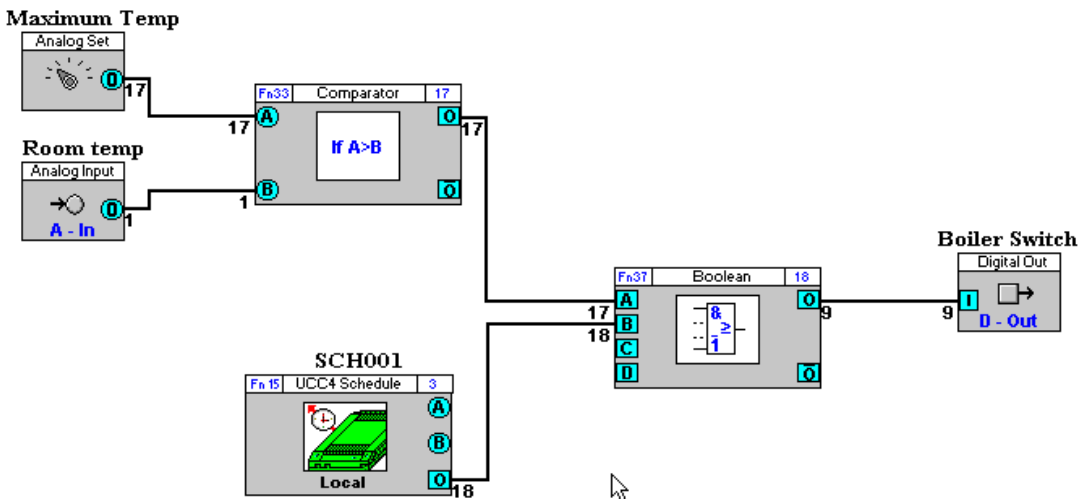 Maximum Temp
Analog Set
O
17
Fn33 Comparator 17
17 A
If A>B
O
17
Room temp
Analog Input
A - In
O
1
1 B
O
Boiler Switch
Digital Out
I
D - Out
9
Fn37 Boolean 18
17 A
18 B
C
D
&
≥
1
O
9
O
SCH001
Fn 15 UCC4 Schedule 3
A
B
Local
O
18